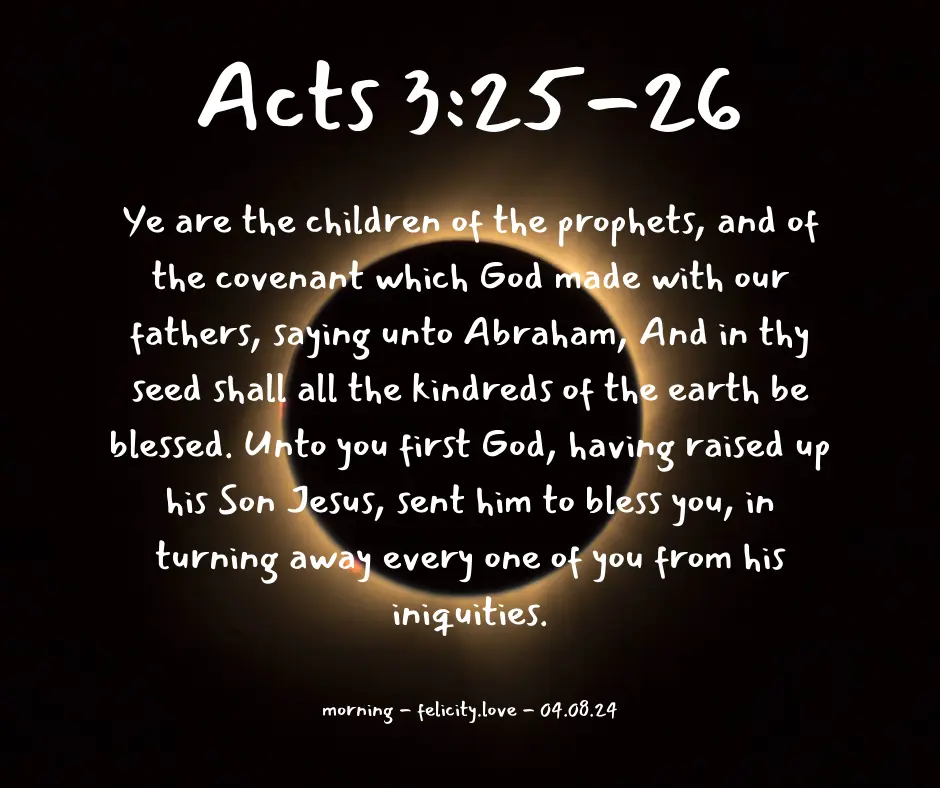 Acts 3:25-26
Ye are the children of the prophets, and of
the covenant which God made with our
fathers, saying unto Abraham, And in thy
seed shall all the kindreds of the earth be
blessed. Unto you first God, having raised up
his Son Jesus, sent him to bless you, in
turning away every one of you from his
iniquities.
morning - felicity.love - 04.08.24